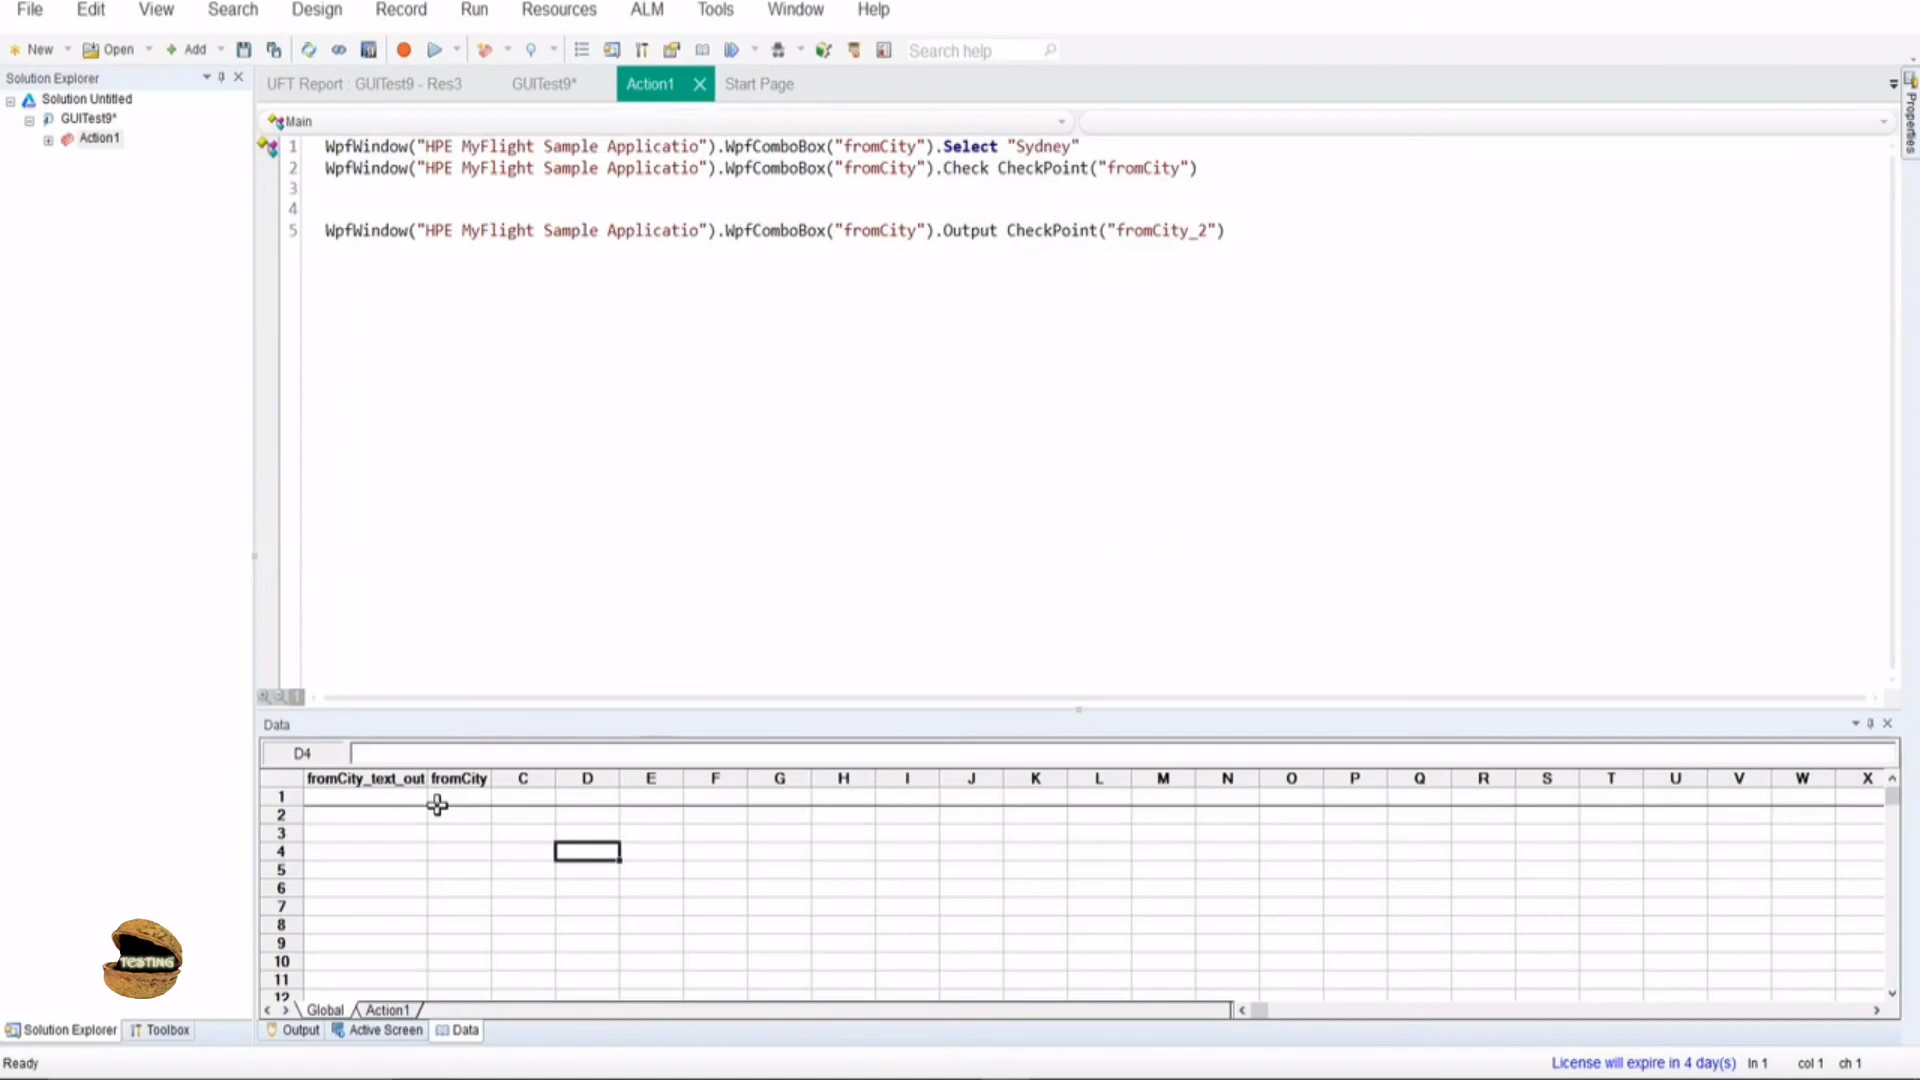 File Edit View Search Design Record Run Resources ALM Tools Window Help
New Open Add Search help
Solution Explorer
UFT Report : GUITest9 - Res3 GUITest9* Action1 Start Page
Properties
Solution Untitled
GUITest9*
Action1
Main
1 WpfWindow("HPE MyFlight Sample Applicatio").WpfComboBox("fromCity").Select "Sydney"
2 WpfWindow("HPE MyFlight Sample Applicatio").WpfComboBox("fromCity").Check CheckPoint("fromCity")
3
4
5 WpfWindow("HPE MyFlight Sample Applicatio").WpfComboBox("fromCity").Output CheckPoint("fromCity_2")
Data
D4
fromCity_text_out fromCity C D E F G H I J K L M N O P Q R S T U V W X
1
2
3
4
5
6
7
8
9
10
11
12
TESTING
Global Action1
Solution Explorer Toolbox Output Active Screen Data
Ready License will expire in 4 day(s) ln 1 col 1 ch 1